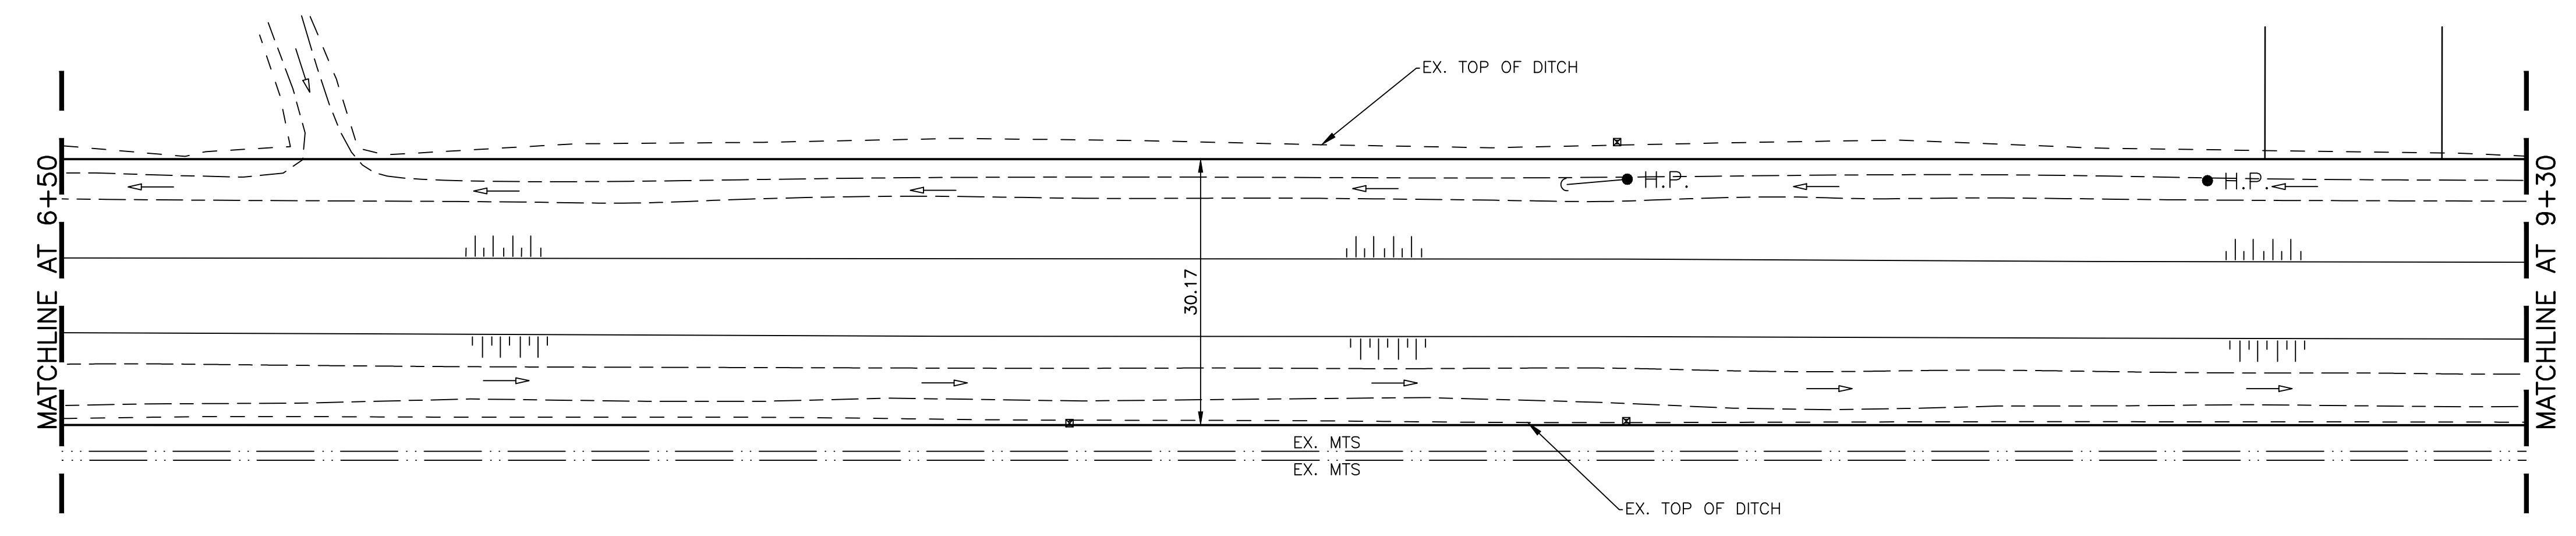 EX. TOP OF DITCH
MATCHLINE AT 6+50
H.P.
H.P.
MATCHLINE AT 9+30
30.17
EX. MTS
EX. MTS
EX. TOP OF DITCH